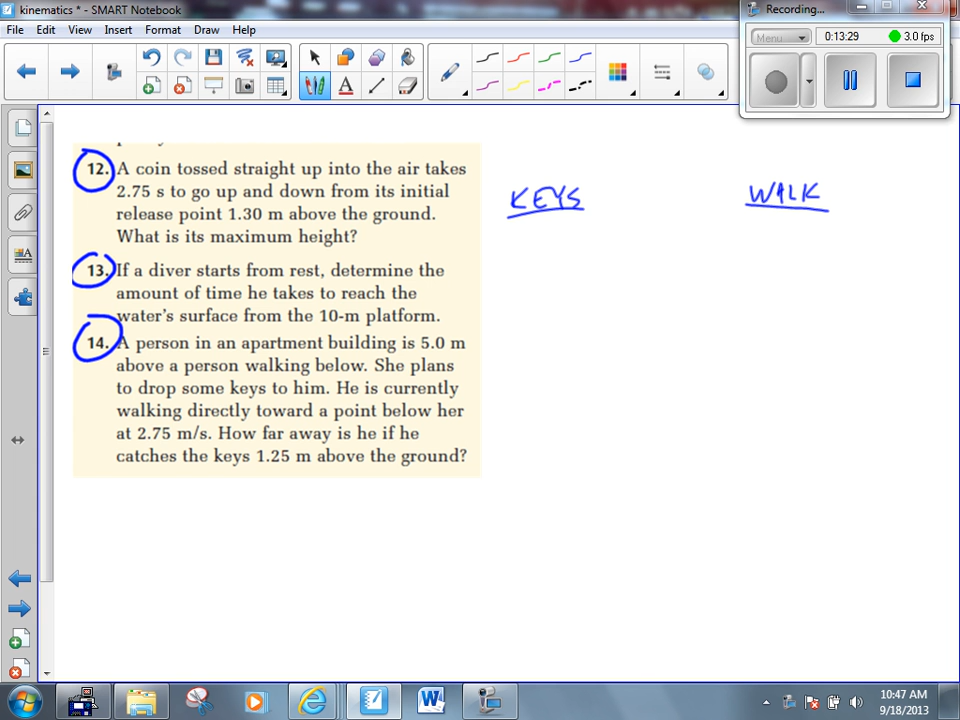 kinematics * - SMART Notebook
Recording...
File Edit View Insert Format Draw Help
Menu
0:13:29
3.0 fps
12. A coin tossed straight up into the air takes
2.75 s to go up and down from its initial
release point 1.30 m above the ground.
What is its maximum height?
13. If a diver starts from rest, determine the
amount of time he takes to reach the
water's surface from the 10-m platform.
14. A person in an apartment building is 5.0 m
above a person walking below. She plans
to drop some keys to him. He is currently
walking directly toward a point below her
at 2.75 m/s. How far away is he if he
catches the keys 1.25 m above the ground?
KEYS
WALK
10:47 AM
9/18/2013